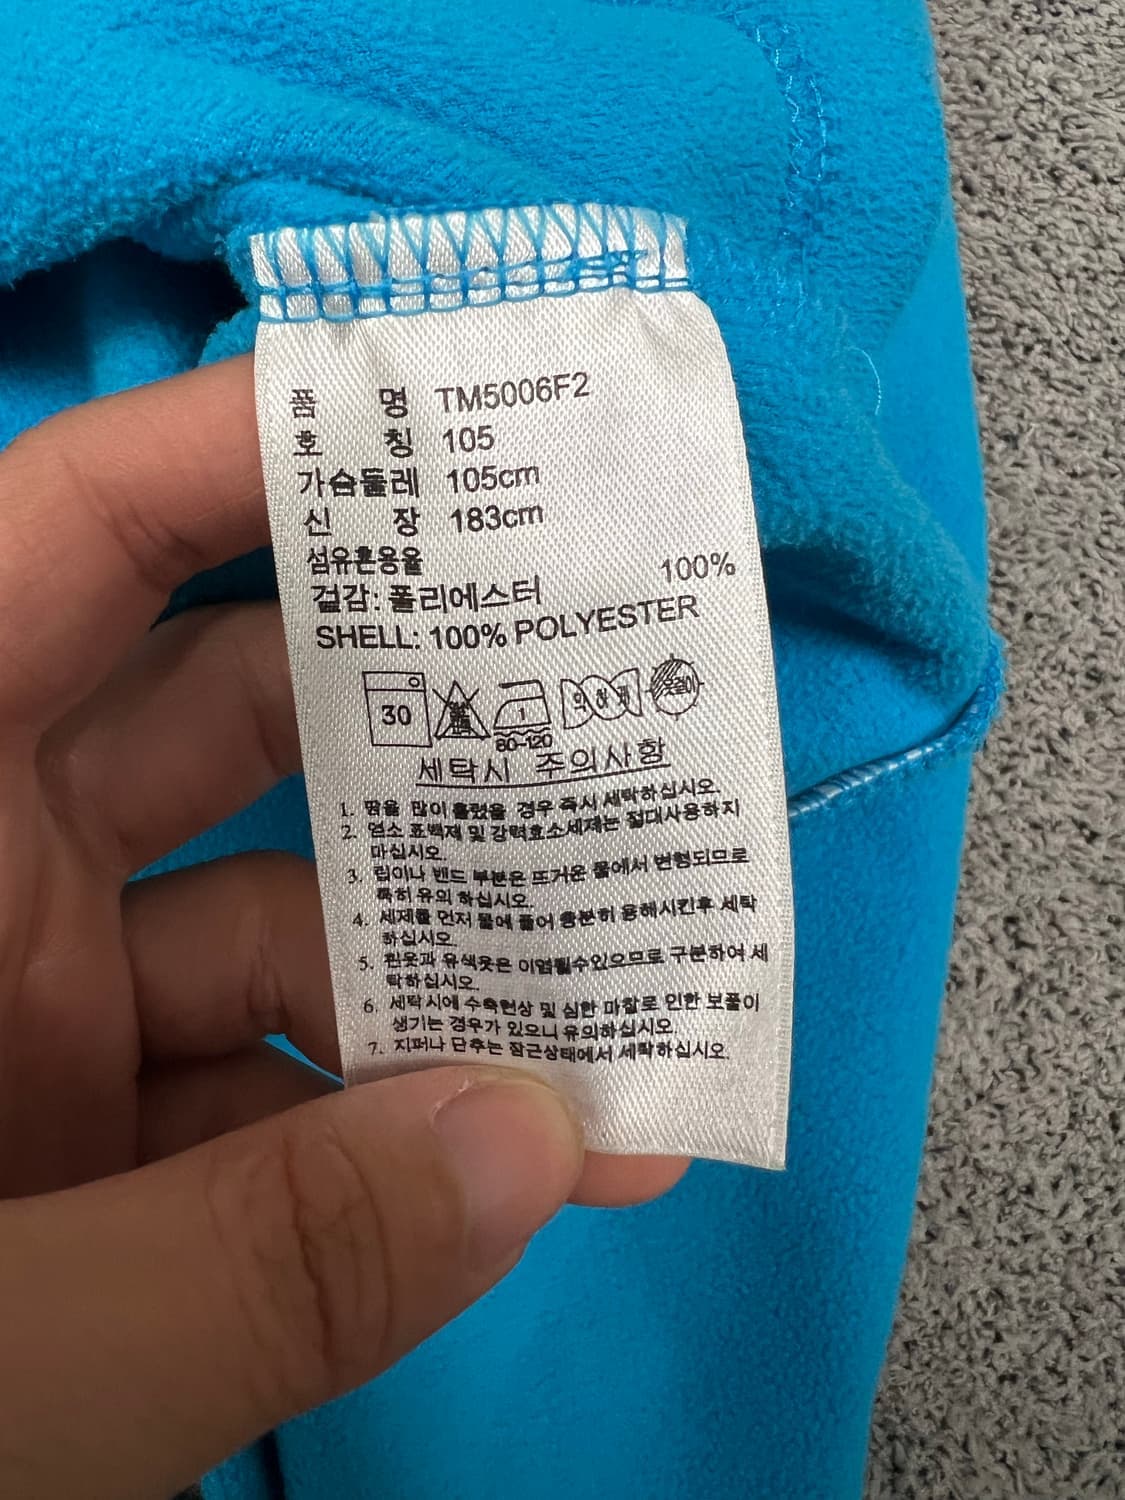 품 명 TM5006F2
호 칭 105
가슴둘레 105cm
신 장 183cm
섬유혼용율
겉감: 폴리에스터 100%
SHELL: 100% POLYESTER
30
1
80-120
약하게
세탁시 주의사항
1. 땀을 많이 흘렸을 경우 즉시 세탁하십시오.
2. 염소 표백제 및 강력효소세제는 절대사용하지
마십시오.
3. 립이나 밴드 부분은 뜨거운 물에서 변형되므로
특히 유의 하십시오.
4. 세제를 먼저 물에 풀어 충분히 용해시킨후 세탁
하십시오.
5. 흰옷과 유색옷은 이염될수있으므로 구분하여 세
탁하십시오.
6. 세탁시에 수축현상 및 심한 마찰로 인한 보풀이
생기는 경우가 있으니 유의하십시오.
7. 지퍼나 단추는 잠근상태에서 세탁하십시오.